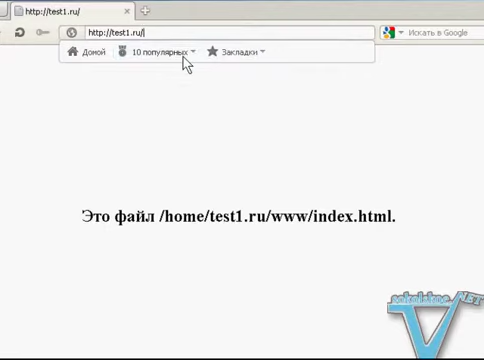 http://test1.ru/
http://test1.ru/
Искать в Google
Домой
10 популярных
Закладки
Это файл /home/test1.ru/www/index.html.